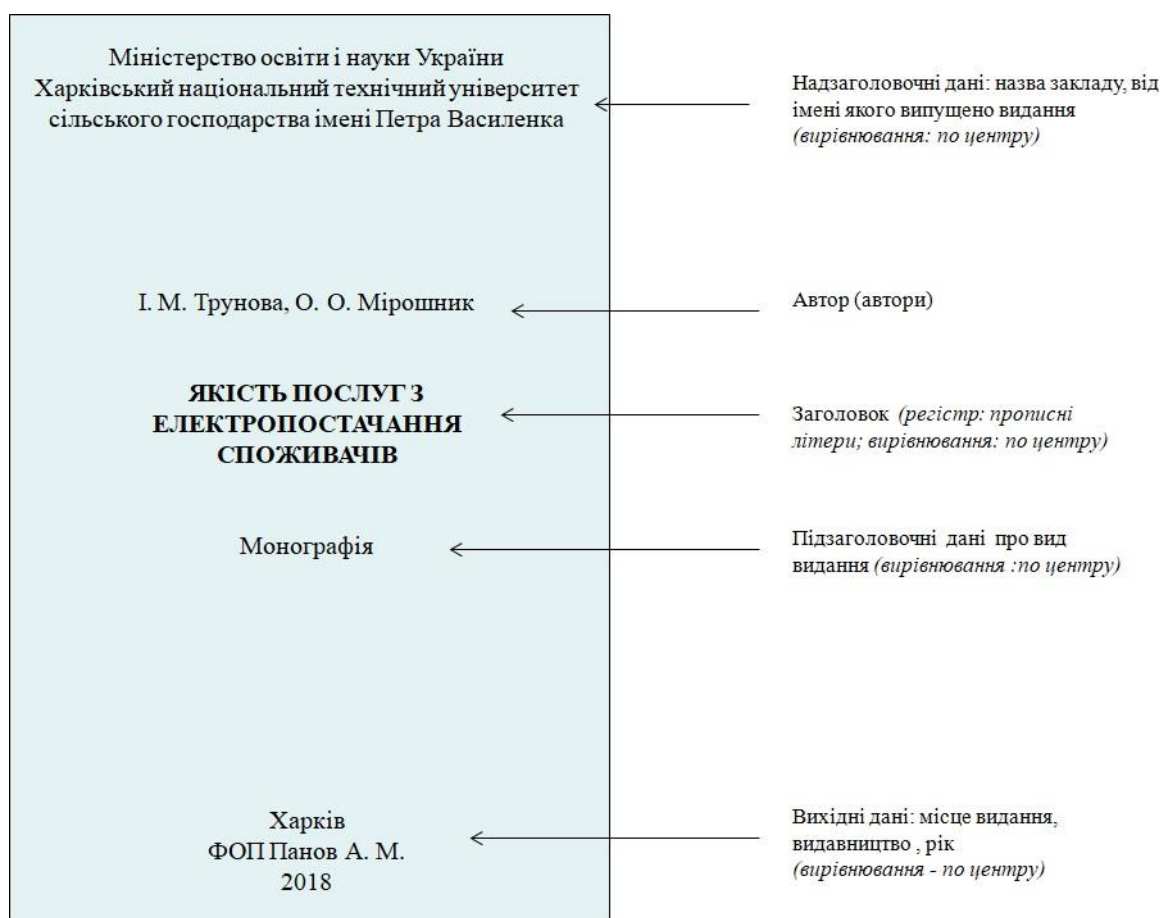 Міністерство освіти і науки України
Харківський національний технічний університет
сільського господарства імені Петра Василенка
Надзаголовочні дані: назва закладу, від
імені якого випущено видання
(вирівнювання: по центру)
І. М. Трунова, О. О. Мірошник
Автор (автори)
ЯКІСТЬ ПОСЛУГ З
ЕЛЕКТРОПОСТАЧАННЯ
СПОЖИВАЧІВ
Заголовок (регістр: прописні
літери; вирівнювання: по центру)
Монографія
Підзаголовочні дані про вид
видання (вирівнювання :по центру)
Харків
ФОП Панов А. М.
2018
Вихідні дані: місце видання,
видавництво , рік
(вирівнювання - по центру)